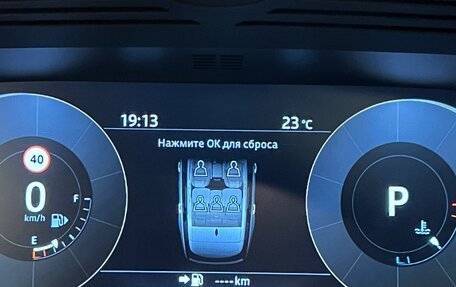 19:13 23 °C
Нажмите ОК для сброса
40
0
km/h
F
E
P
---- km